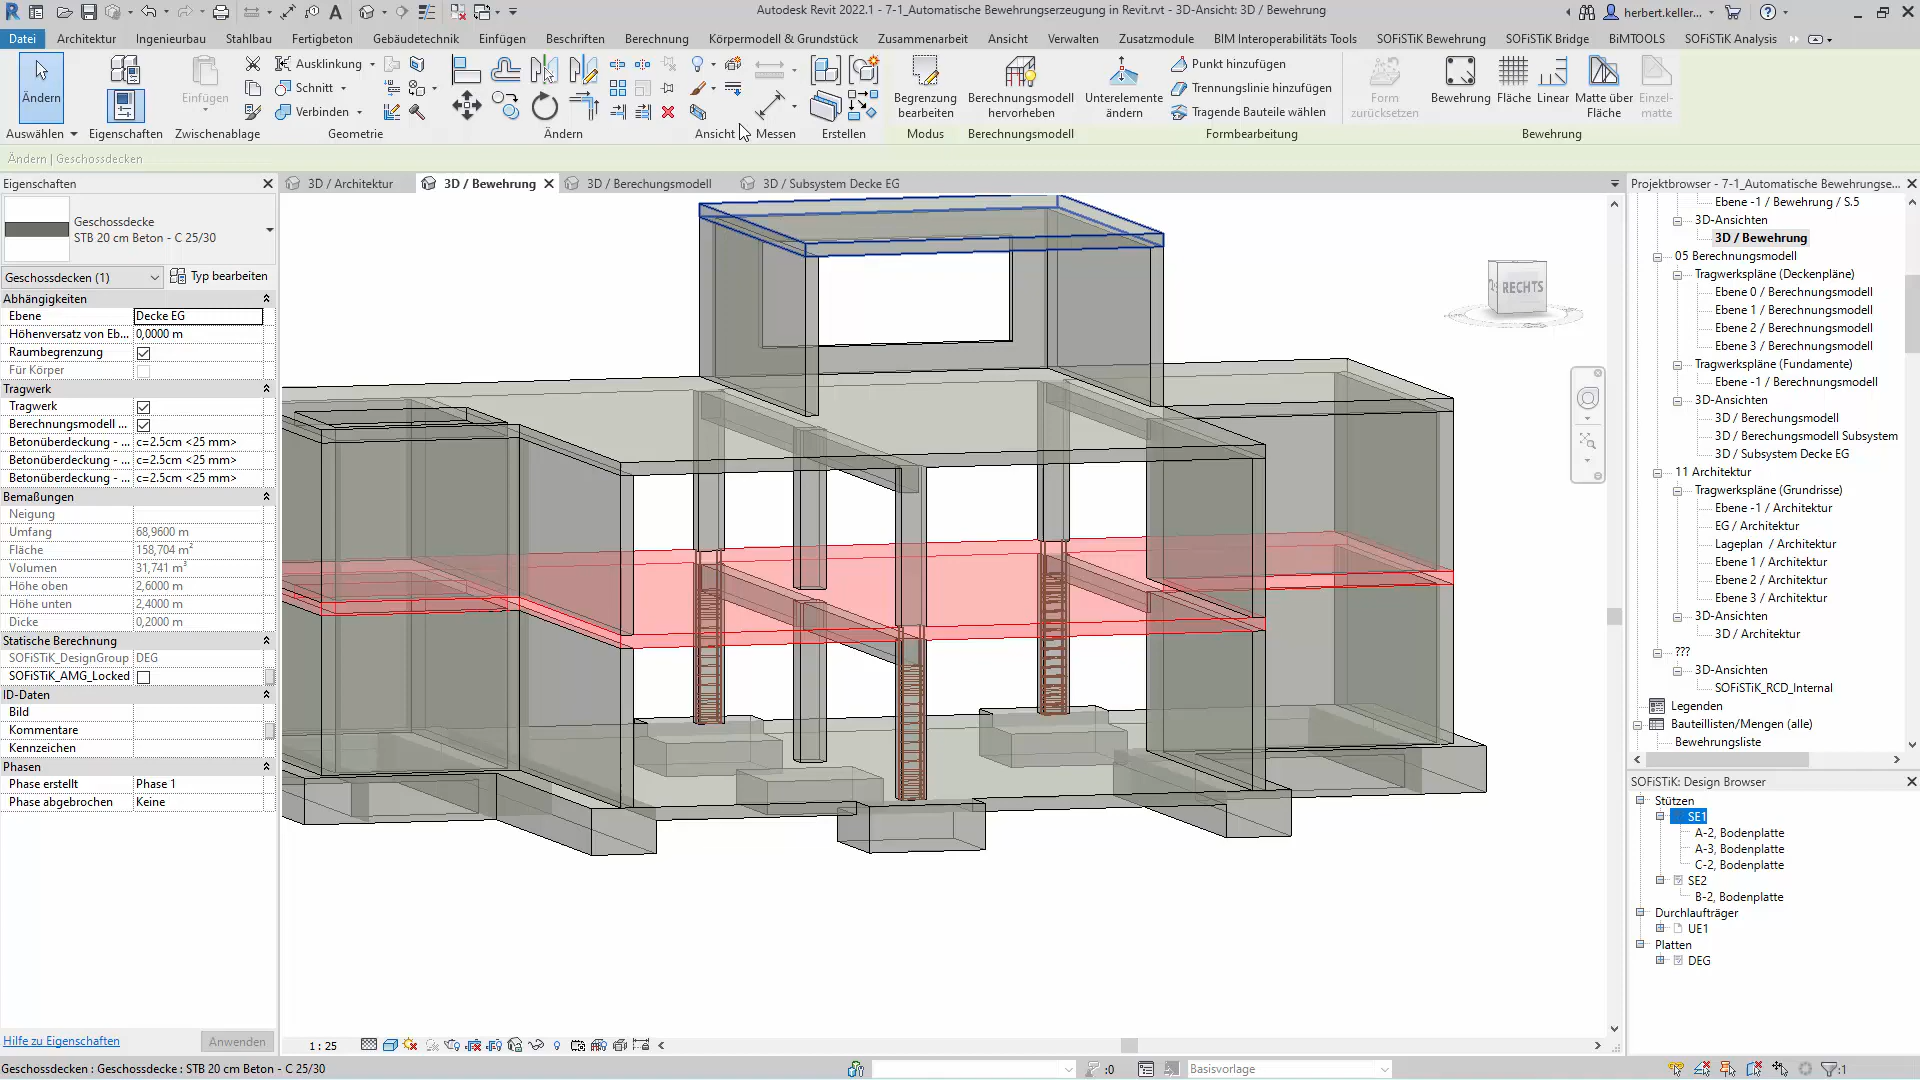 Autodesk Revit 2022.1 - 7-1_Automatische Bewehrungserzeugung in Revit.rvt - 3D-Ansicht: 3D / Bewehrung
herbert.keller...
Datei Architektur Ingenieurbau Stahlbau Fertigbeton Gebäudetechnik Einfügen Beschriften Berechnung Körpermodell & Grundstück Zusammenarbeit Ansicht Verwalten Zusatzmodule BIM Interoperabilitäts Tools SOFiSTiK Bewehrung SOFiSTiK Bridge BiMTOOLS SOFiSTiK Analysis
Ändern
Einfügen
Ausklinkung
Schnitt
Verbinden
Begrenzung bearbeiten
Berechnungsmodell hervorheben
Unterelemente ändern
Punkt hinzufügen
Trennungslinie hinzufügen
Tragende Bauteile wählen
Form zurücksetzen
Bewehrung Fläche Linear Matte über Fläche Einzel-matte
Auswählen Eigenschaften Zwischenablage Geometrie Ändern Ansicht Messen Erstellen Modus Berechnungsmodell Formbearbeitung Bewehrung
Ändern | Geschossdecken
Eigenschaften
Geschossdecke
STB 20 cm Beton - C 25/30
Geschossdecken (1) Typ bearbeiten
Abhängigkeiten
Ebene Decke EG
Höhenversatz von Eb... 0,0000 m
Raumbegrenzung
Für Körper
Tragwerk
Tragwerk
Berechnungsmodell ...
Betonüberdeckung - ... c=2.5cm <25 mm>
Betonüberdeckung - ... c=2.5cm <25 mm>
Betonüberdeckung - ... c=2.5cm <25 mm>
Bemaßungen
Neigung
Umfang 68,9600 m
Fläche 158,704 m²
Volumen 31,741 m³
Höhe oben 2,6000 m
Höhe unten 2,4000 m
Dicke 0,2000 m
Statische Berechnung
SOFiSTiK_DesignGroup DEG
SOFiSTiK_AMG_Locked
ID-Daten
Bild
Kommentare
Kennzeichen
Phasen
Phase erstellt Phase 1
Phase abgebrochen Keine
Hilfe zu Eigenschaften Anwenden
3D / Architektur 3D / Bewehrung 3D / Berechungsmodell 3D / Subsystem Decke EG
RECHTS
1 : 25
Projektbrowser - 7-1_Automatische Bewehrungse...
Ebene -1 / Bewehrung / S.5
3D-Ansichten
3D / Bewehrung
05 Berechnungsmodell
Tragwerkspläne (Deckenpläne)
Ebene 0 / Berechnungsmodell
Ebene 1 / Berechnungsmodell
Ebene 2 / Berechnungsmodell
Ebene 3 / Berechnungsmodell
Tragwerkspläne (Fundamente)
Ebene -1 / Berechnungsmodell
3D-Ansichten
3D / Berechungsmodell
3D / Berechungsmodell Subsystem
3D / Subsystem Decke EG
11 Architektur
Tragwerkspläne (Grundrisse)
Ebene -1 / Architektur
EG / Architektur
Lageplan / Architektur
Ebene 1 / Architektur
Ebene 2 / Architektur
Ebene 3 / Architektur
3D-Ansichten
3D / Architektur
???
3D-Ansichten
SOFiSTiK_RCD_Internal
Legenden
Bauteillisten/Mengen (alle)
Bewehrungsliste
SOFiSTiK: Design Browser
Stützen
SE1
A-2, Bodenplatte
A-3, Bodenplatte
C-2, Bodenplatte
SE2
B-2, Bodenplatte
Durchlaufträger
UE1
Platten
DEG
Geschossdecken : Geschossdecke : STB 20 cm Beton - C 25/30
:0
Basisvorlage
:1